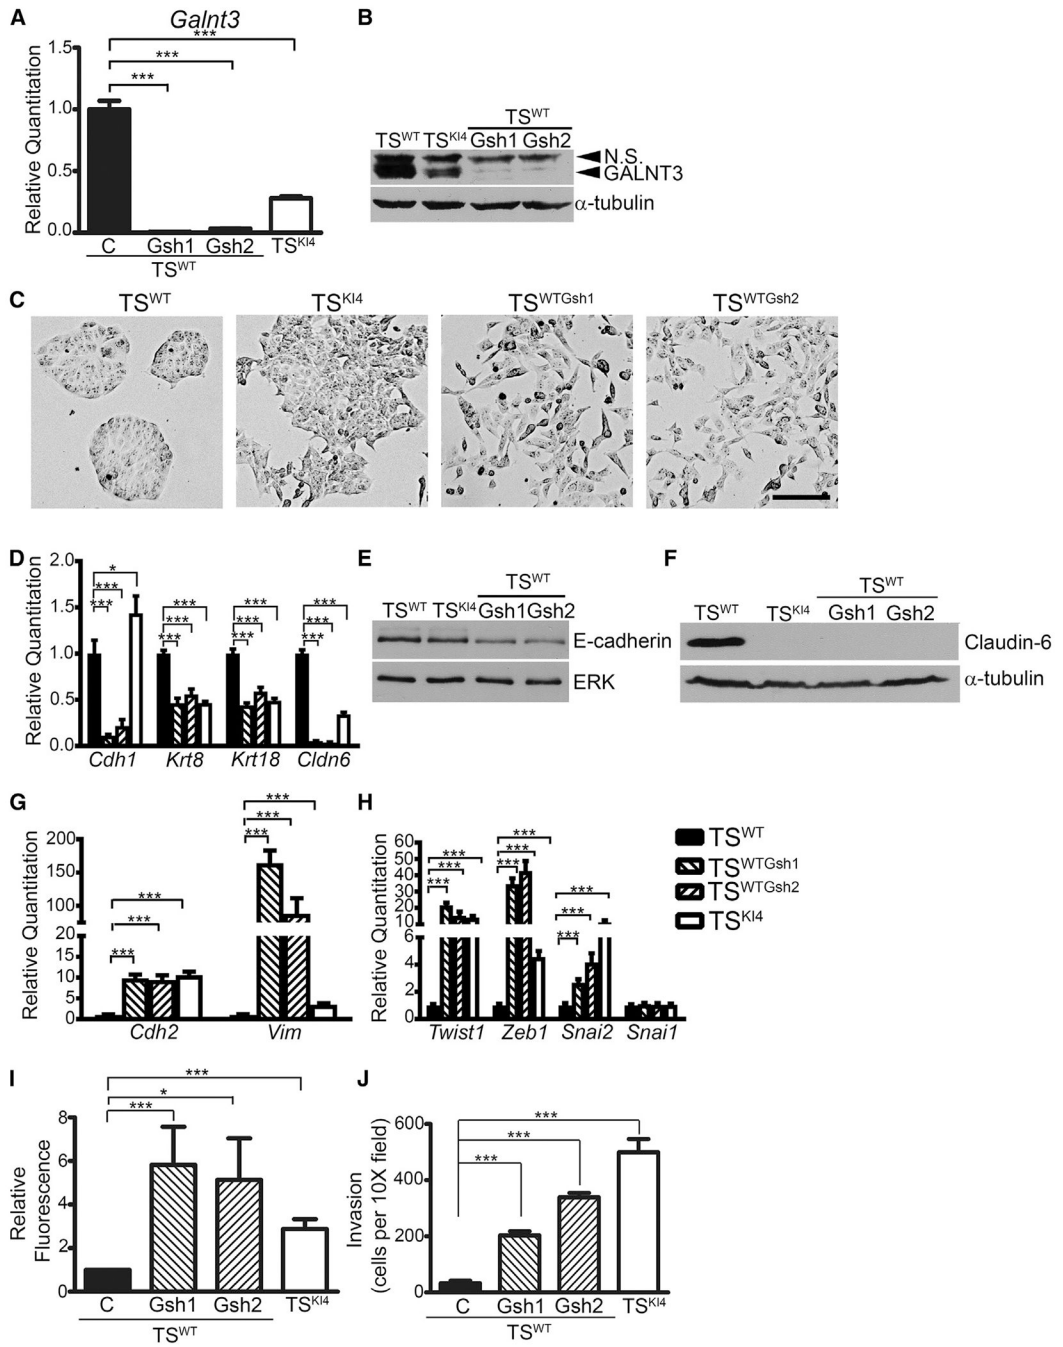 A
Galnt3
***
***
***
Relative Quantitation
1.5
1.0
0.5
0.0
C Gsh1 Gsh2 TSKI4
TSWT
B
TSWT
TSWT TSKI4 Gsh1 Gsh2
N.S.
GALNT3
α-tubulin
C
TSWT TSKI4 TSWTGsh1 TSWTGsh2
D
Relative Quantitation
2.0
1.5
1.0
0.5
0.0
*
***
***
***
***
***
***
***
***
***
***
***
Cdh1 Krt8 Krt18 Cldn6
E
TSWT
TSWT TSKI4 Gsh1 Gsh2
E-cadherin
ERK
F
TSWT
TSWT TSKI4 Gsh1 Gsh2
Claudin-6
α-tubulin
G
Relative Quantitation
200
150
100
20
15
10
5
0
***
***
***
***
***
***
Cdh2 Vim
H
Relative Quantitation
60
50
40
30
20
10
6
4
2
0
***
***
***
***
***
***
***
***
***
Twist1 Zeb1 Snai2 Snai1
TSWT
TSWTGsh1
TSWTGsh2
TSKI4
I
Relative
Fluorescence
8
6
4
2
0
***
*
***
C Gsh1 Gsh2 TSKI4
TSWT
J
Invasion
(cells per 10X field)
600
400
200
0
***
***
***
C Gsh1 Gsh2 TSKI4
TSWT